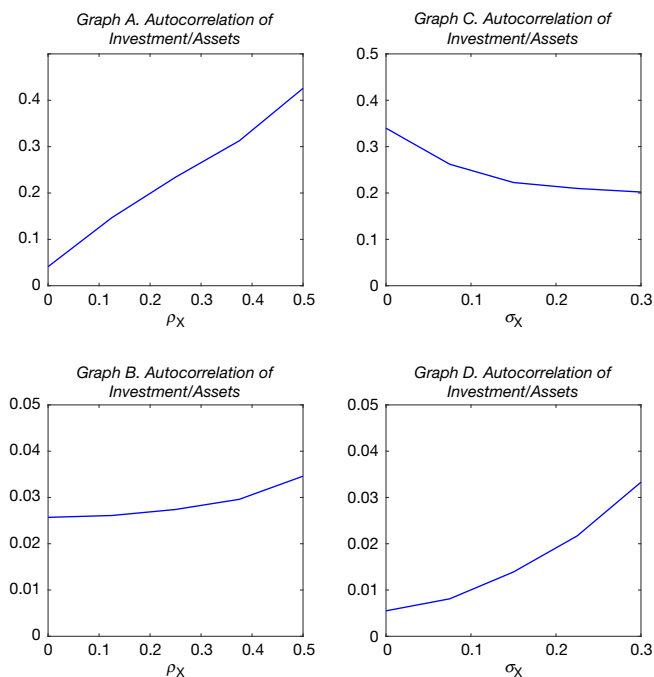 Graph A. Autocorrelation of
Investment/Assets
0.4
0.3
0.2
0.1
0
0 0.1 0.2 0.3 0.4 0.5
ρX
Graph C. Autocorrelation of
Investment/Assets
0.5
0.4
0.3
0.2
0.1
0
0 0.1 0.2 0.3
σX
Graph B. Autocorrelation of
Investment/Assets
0.05
0.04
0.03
0.02
0.01
0
0 0.1 0.2 0.3 0.4 0.5
ρX
Graph D. Autocorrelation of
Investment/Assets
0.05
0.04
0.03
0.02
0.01
0
0 0.1 0.2 0.3
σX